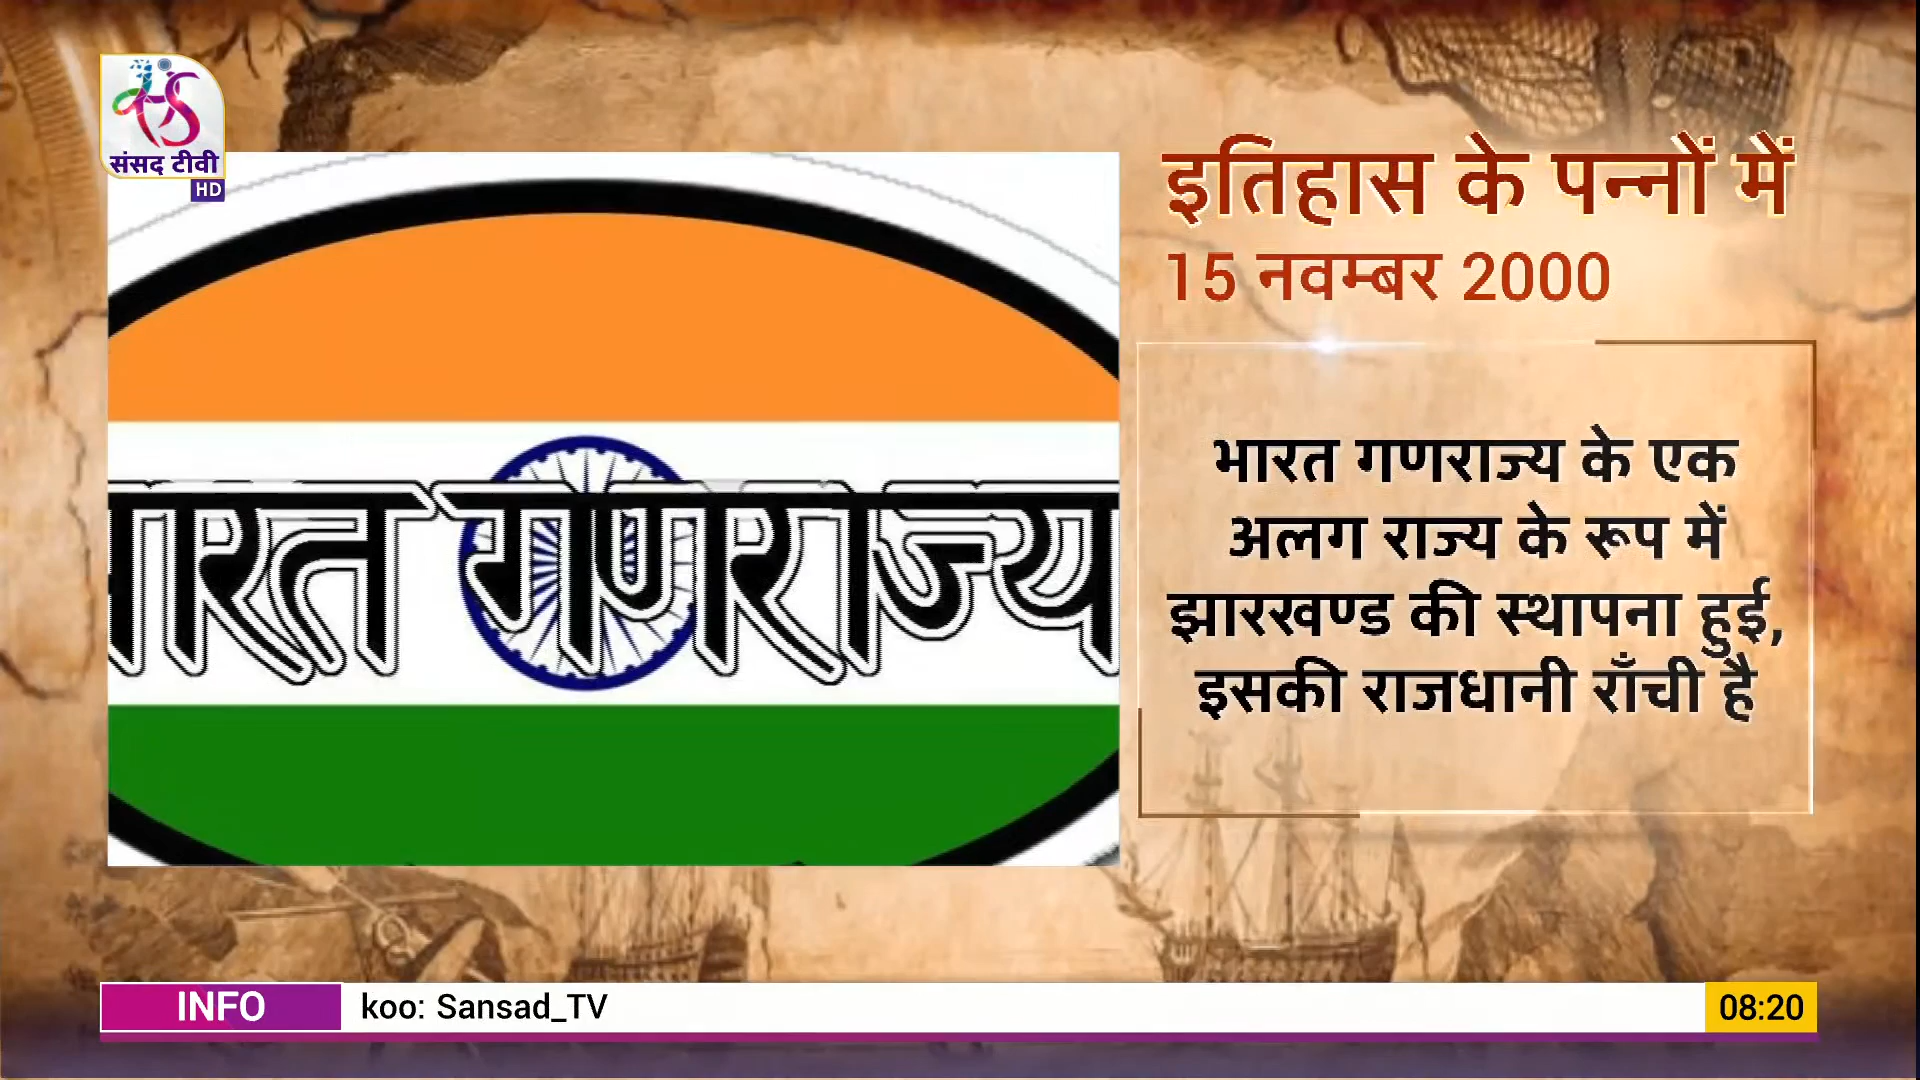 संसद टीवी
HD
इतिहास के पन्नों में
15 नवम्बर 2000
भारत गणराज्य
भारत गणराज्य के एक
अलग राज्य के रूप में
झारखण्ड की स्थापना हुई,
इसकी राजधानी राँची है
INFO
koo: Sansad_TV
08:20